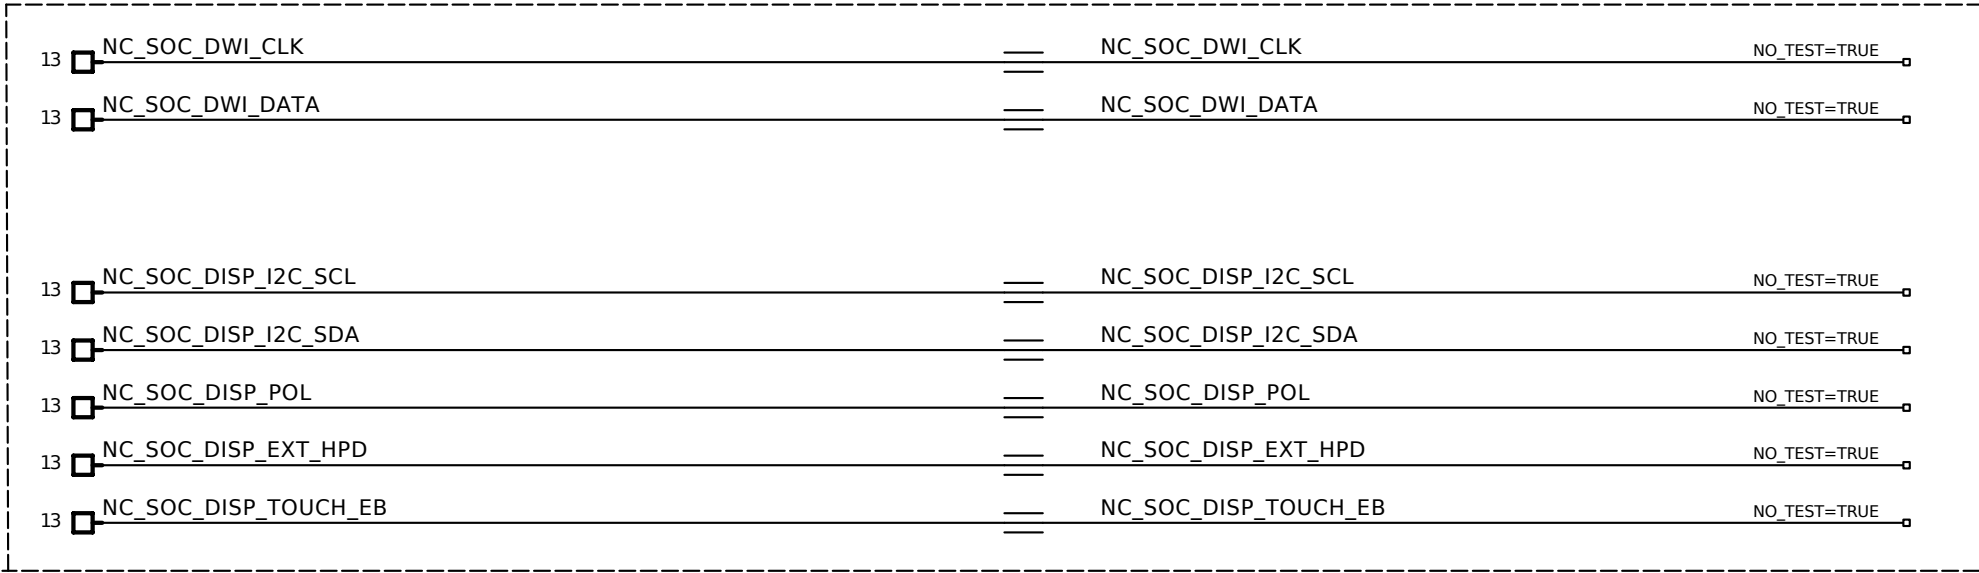 13 NC_SOC_DWI_CLK NC_SOC_DWI_CLK NO_TEST=TRUE
13 NC_SOC_DWI_DATA NC_SOC_DWI_DATA NO_TEST=TRUE
13 NC_SOC_DISP_I2C_SCL NC_SOC_DISP_I2C_SCL NO_TEST=TRUE
13 NC_SOC_DISP_I2C_SDA NC_SOC_DISP_I2C_SDA NO_TEST=TRUE
13 NC_SOC_DISP_POL NC_SOC_DISP_POL NO_TEST=TRUE
13 NC_SOC_DISP_EXT_HPD NC_SOC_DISP_EXT_HPD NO_TEST=TRUE
13 NC_SOC_DISP_TOUCH_EB NC_SOC_DISP_TOUCH_EB NO_TEST=TRUE